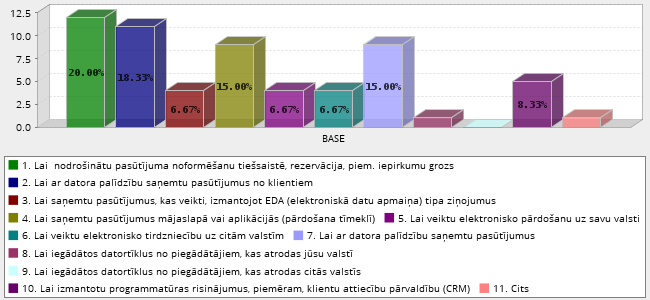 12.5
10.0
7.5
5.0
2.5
0.0
20.00%
18.33%
6.67%
15.00%
6.67%
6.67%
15.00%
8.33%
BASE
1. Lai nodrošinātu pasūtījuma noformēšanu tiešsaistē, rezervācija, piem. iepirkumu grozs
2. Lai ar datora palīdzību saņemtu pasūtījumus no klientiem
3. Lai saņemtu pasūtījumus, kas veikti, izmantojot EDA (elektroniskā datu apmaiņa) tipa ziņojumus
4. Lai saņemtu pasūtījumus mājaslapā vai aplikācijās (pārdošana tīmeklī) 5. Lai veiktu elektronisko pārdošanu uz savu valsti
6. Lai veiktu elektronisko tirdzniecību uz citām valstīm 7. Lai ar datora palīdzību saņemtu pasūtījumus
8. Lai iegādātos datortīklus no piegādātājiem, kas atrodas jūsu valstī
9. Lai iegādātos datortīklus no piegādātājiem, kas atrodas citās valstīs
10. Lai izmantotu programmatūras risinājumus, piemēram, klientu attiecību pārvaldību (CRM) 11. Cits